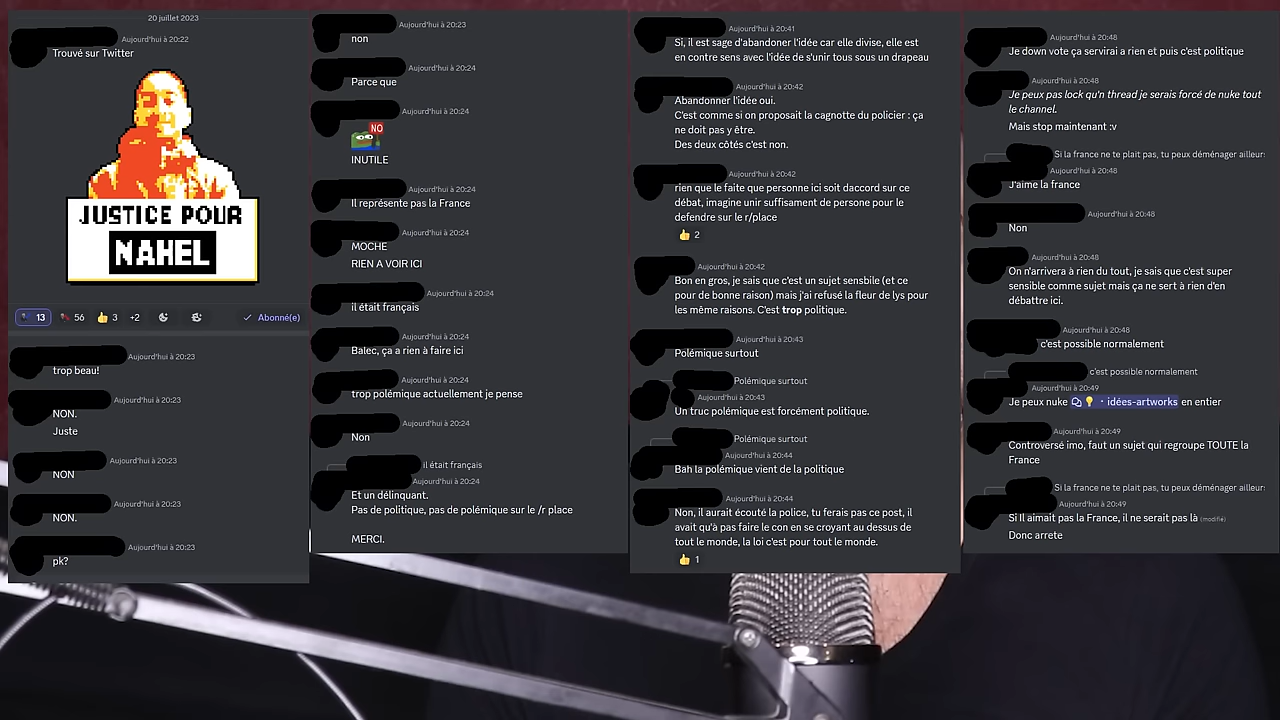 20 juillet 2023
Aujourd'hui à 20:22
Trouvé sur Twitter
JUSTICE POUR
NAHEL
13
56
3
+2
Abonné(e)
Aujourd'hui à 20:23
trop beau!
Aujourd'hui à 20:23
NON.
Juste
Aujourd'hui à 20:23
NON
Aujourd'hui à 20:23
NON.
Aujourd'hui à 20:23
pk?
Aujourd'hui à 20:23
non
Aujourd'hui à 20:24
Parce que
Aujourd'hui à 20:24
NO
INUTILE
Aujourd'hui à 20:24
Il représente pas la France
Aujourd'hui à 20:24
MOCHE
RIEN A VOIR ICI
Aujourd'hui à 20:24
il était français
Aujourd'hui à 20:24
Balec, ça a rien à faire ici
Aujourd'hui à 20:24
trop polémique actuellement je pense
Aujourd'hui à 20:24
Non
il était français
Aujourd'hui à 20:24
Et un délinquant.
Pas de politique, pas de polémique sur le /r place
MERCI.
Aujourd'hui à 20:41
Si, il est sage d'abandoner l'idée car elle divise, elle est
en contre sens avec l'idée de s'unir tous sous un drapeau
Aujourd'hui à 20:42
Abandonner l'idée oui.
C'est comme si on proposait la cagnotte du policier : ça
ne doit pas y être.
Des deux côtés c'est non.
Aujourd'hui à 20:42
rien que le faite que personne ici soit daccord sur ce
débat, imagine unir suffisament de persone pour le
defendre sur le r/place
2
Aujourd'hui à 20:42
Bon en gros, je sais que c'est un sujet sensbile (et ce
pour de bonne raison) mais j'ai refusé la fleur de lys pour
les même raisons. C'est trop politique.
Aujourd'hui à 20:43
Polémique surtout
Polémique surtout
Aujourd'hui à 20:43
Un truc polémique est forcément politique.
Polémique surtout
Aujourd'hui à 20:44
Bah la polémique vient de la politique
Aujourd'hui à 20:44
Non, il aurait écouté la police, tu ferais pas ce post, il
avait qu'à pas faire le con en se croyant au dessus de
tout le monde, la loi c'est pour tout le monde.
1
Aujourd'hui à 20:48
Je down vote ça servirai a rien et puis c'est politique
Aujourd'hui à 20:48
Je peux pas lock qu'n thread je serais forcé de nuke tout
le channel.
Mais stop maintenant :v
Si la france ne te plait pas, tu peux déménager ailleurs
Aujourd'hui à 20:48
J'aime la france
Aujourd'hui à 20:48
Non
Aujourd'hui à 20:48
On n'arrivera à rien du tout, je sais que c'est super
sensible comme sujet mais ça ne sert à rien d'en
débattre ici.
Aujourd'hui à 20:48
c'est possible normalement
c'est possible normalement
Aujourd'hui à 20:49
Je peux nuke idées-artworks en entier
Aujourd'hui à 20:49
Controversé imo, faut un sujet qui regroupe TOUTE la
France
Si la france ne te plait pas, tu peux déménager ailleurs
Aujourd'hui à 20:49
Si Il aimait pas la France, il ne serait pas là (modifié)
Donc arrete